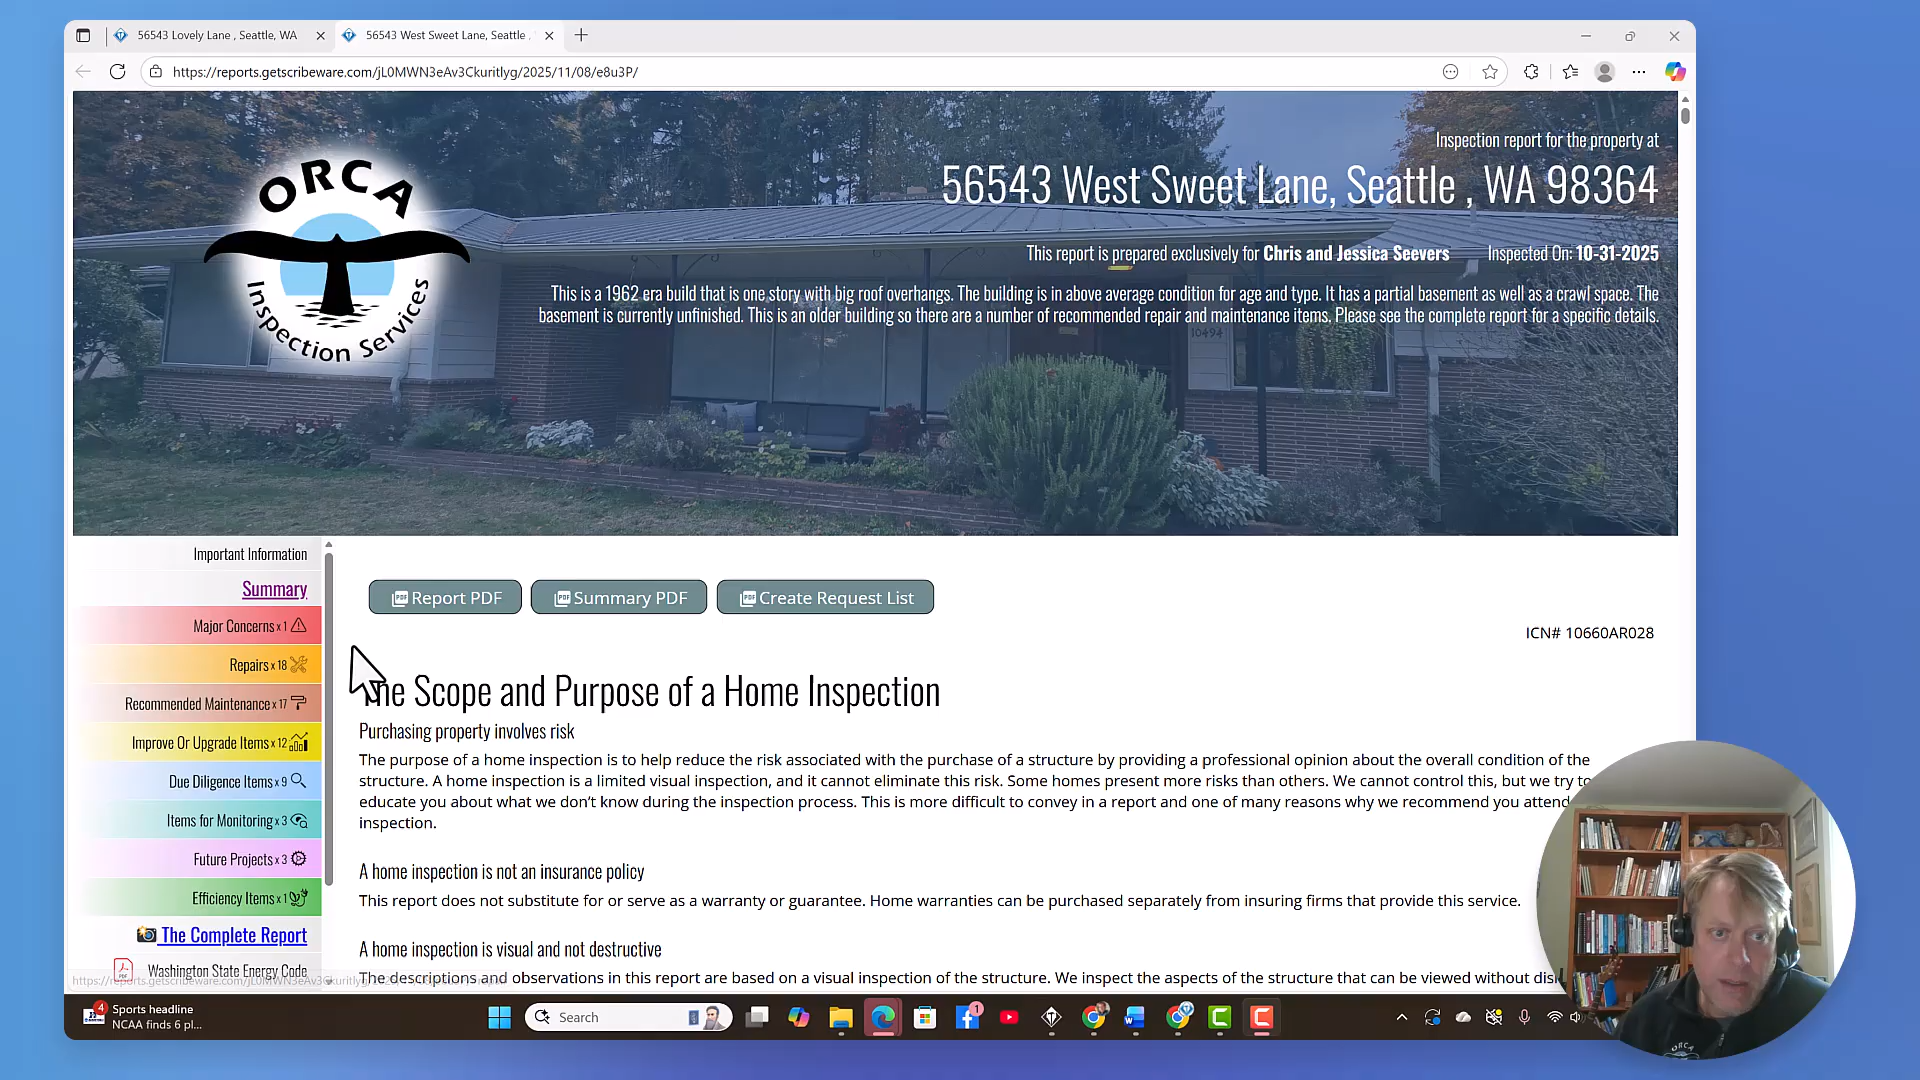 56543 Lovely Lane , Seattle, WA
56543 West Sweet Lane, Seattle ,
https://reports.getscribeware.com/jL0MWN3eAv3Ckuritlyg/2025/11/08/e8u3P/
ORCA
Inspection Services
Inspection report for the property at
56543 West Sweet Lane, Seattle , WA 98364
This report is prepared exclusively for Chris and Jessica Seevers Inspected On: 10-31-2025
This is a 1962 era build that is one story with big roof overhangs. The building is in above average condition for age and type. It has a partial basement as well as a crawl space. The
basement is currently unfinished. This is an older building so there are a number of recommended repair and maintenance items. Please see the complete report for a specific details.
10494
Important Information
Summary
Major Concerns x 1
Repairs x 18
Recommended Maintenance x 17
Improve Or Upgrade Items x 12
Due Diligence Items x 9
Items for Monitoring x 3
Future Projects x 3
Efficiency Items x 1
The Complete Report
Washington State Energy Code
Report PDF
Summary PDF
Create Request List
ICN# 10660AR028
The Scope and Purpose of a Home Inspection
Purchasing property involves risk
The purpose of a home inspection is to help reduce the risk associated with the purchase of a structure by providing a professional opinion about the overall condition of the
structure. A home inspection is a limited visual inspection, and it cannot eliminate this risk. Some homes present more risks than others. We cannot control this, but we try to
educate you about what we don't know during the inspection process. This is more difficult to convey in a report and one of many reasons why we recommend you attend
inspection.
A home inspection is not an insurance policy
This report does not substitute for or serve as a warranty or guarantee. Home warranties can be purchased separately from insuring firms that provide this service.
A home inspection is visual and not destructive
The descriptions and observations in this report are based on a visual inspection of the structure. We inspect the aspects of the structure that can be viewed without
Sports headline
NCAA finds 6 pl...
Search
4
1
ORCA